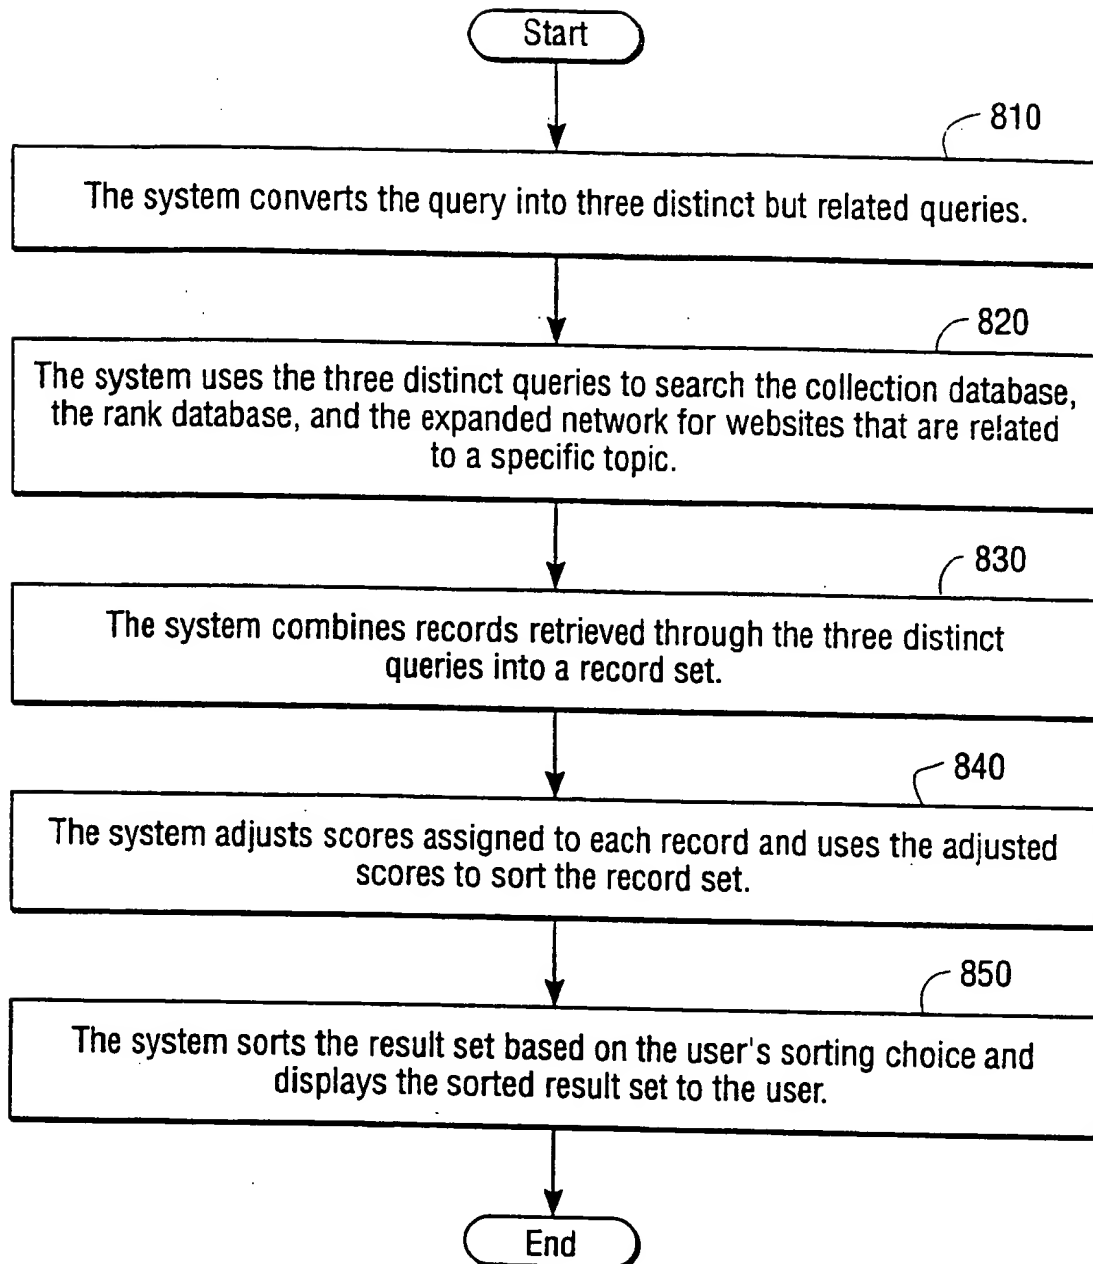 Start
810
The system converts the query into three distinct but related queries.
820
The system uses the three distinct queries to search the collection database,
the rank database, and the expanded network for websites that are related
to a specific topic.
830
The system combines records retrieved through the three distinct
queries into a record set.
840
The system adjusts scores assigned to each record and uses the adjusted
scores to sort the record set.
850
The system sorts the result set based on the user's sorting choice and
displays the sorted result set to the user.
End